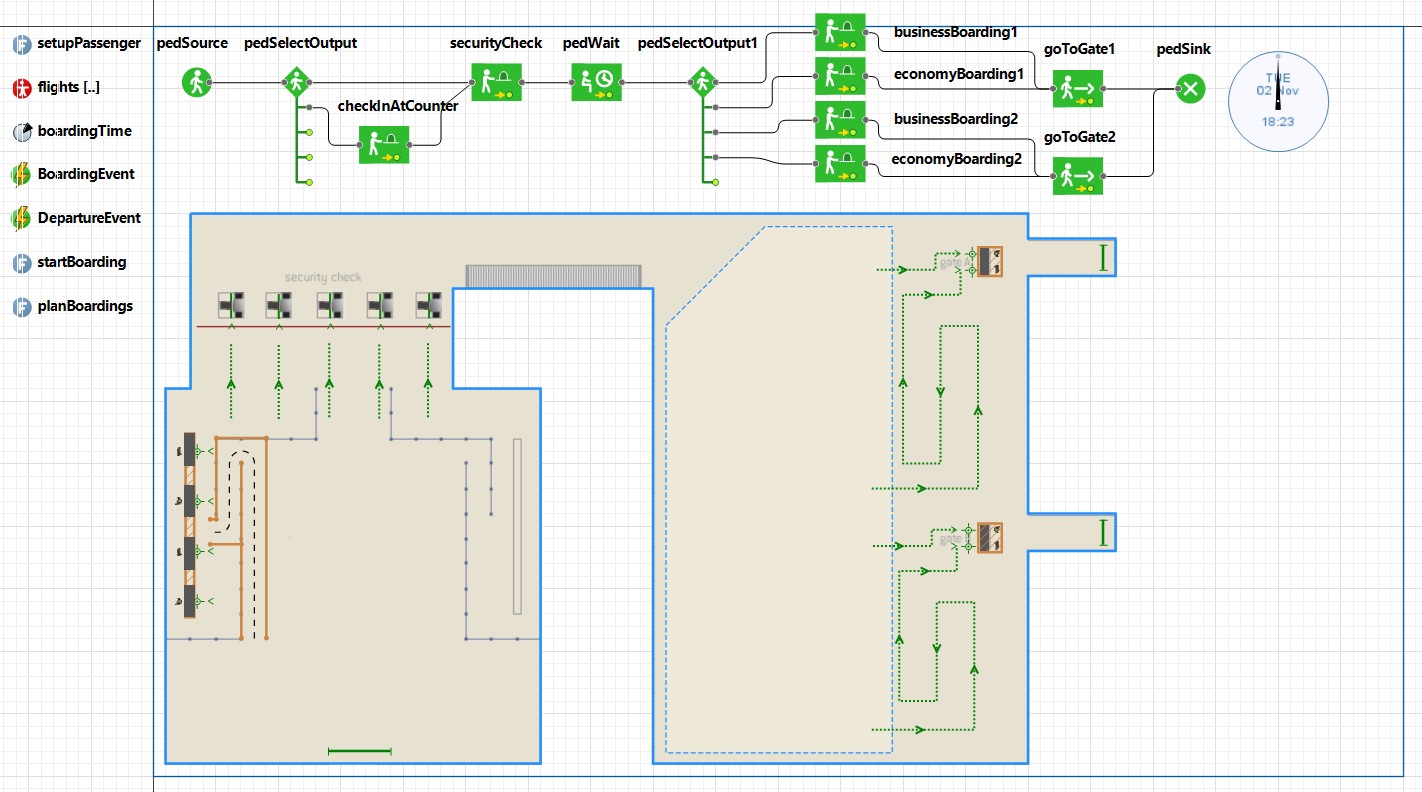 setupPassenger
flights [..]
boardingTime
BoardingEvent
DepartureEvent
startBoarding
planBoardings
pedSource
pedSelectOutput
checkInAtCounter
securityCheck
pedWait
pedSelectOutput1
businessBoarding1
economyBoarding1
businessBoarding2
economyBoarding2
goToGate1
goToGate2
pedSink
TUE
02 Nov
18:23
security check
gate
gate